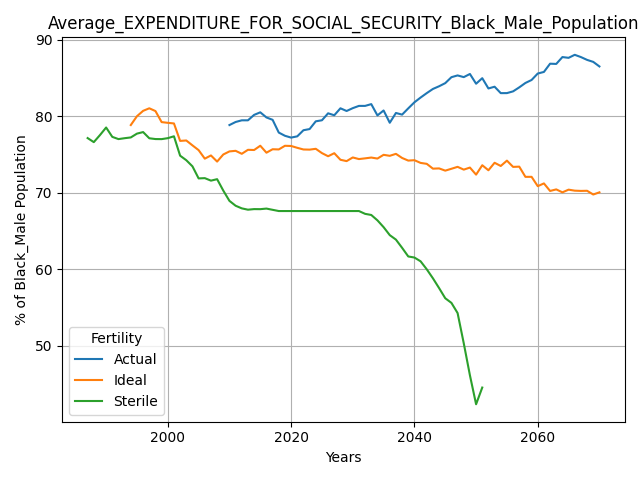 Average_EXPENDITURE_FOR_SOCIAL_SECURITY_Black_Male_Population
90
80
70
60
50
% of Black_Male Population
Fertility
Actual
Ideal
Sterile
2000
2020
2040
2060
Years